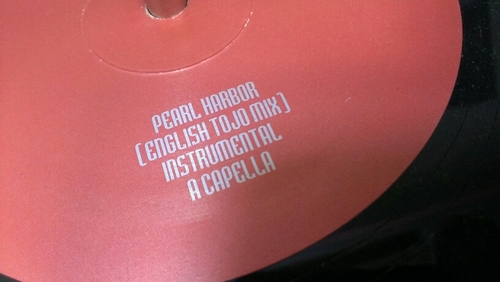 PEARL HARBOR
(ENGLISH TOJO MIX)
INSTRUMENTAL
A CAPELLA